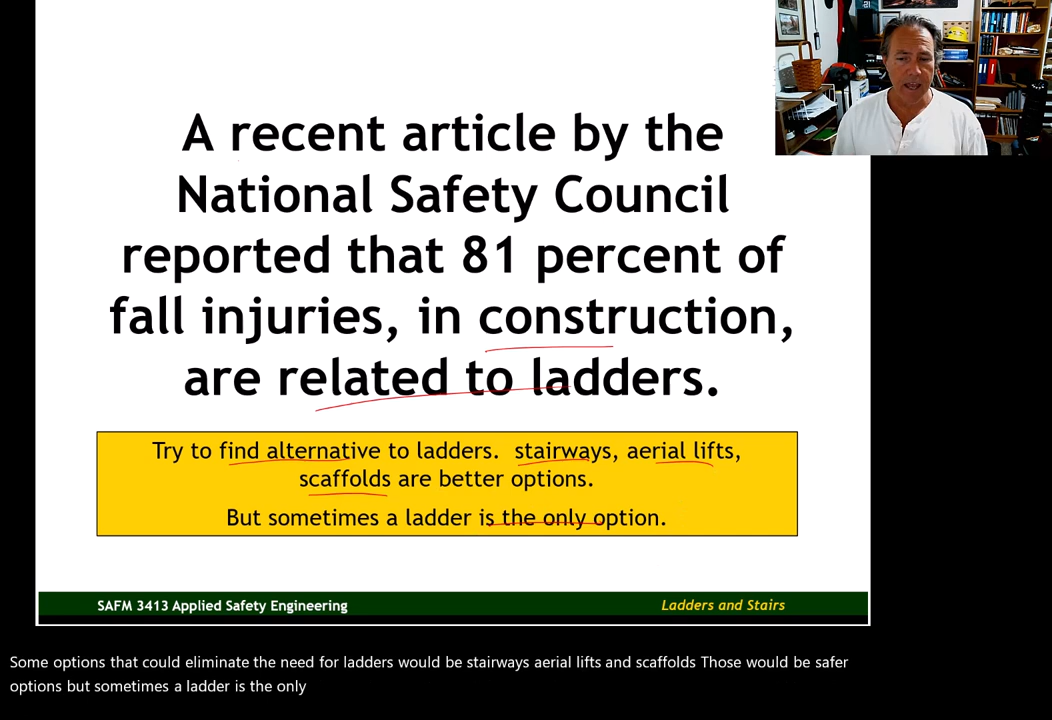 A recent article by the
National Safety Council
reported that 81 percent of
fall injuries, in construction,
are related to ladders.
Try to find alternative to ladders.  stairways, aerial lifts,
scaffolds are better options.
But sometimes a ladder is the only option.
SAFM 3413 Applied Safety Engineering
Ladders and Stairs
Some options that could eliminate the need for ladders would be stairways aerial lifts and scaffolds Those would be safer
options but sometimes a ladder is the only